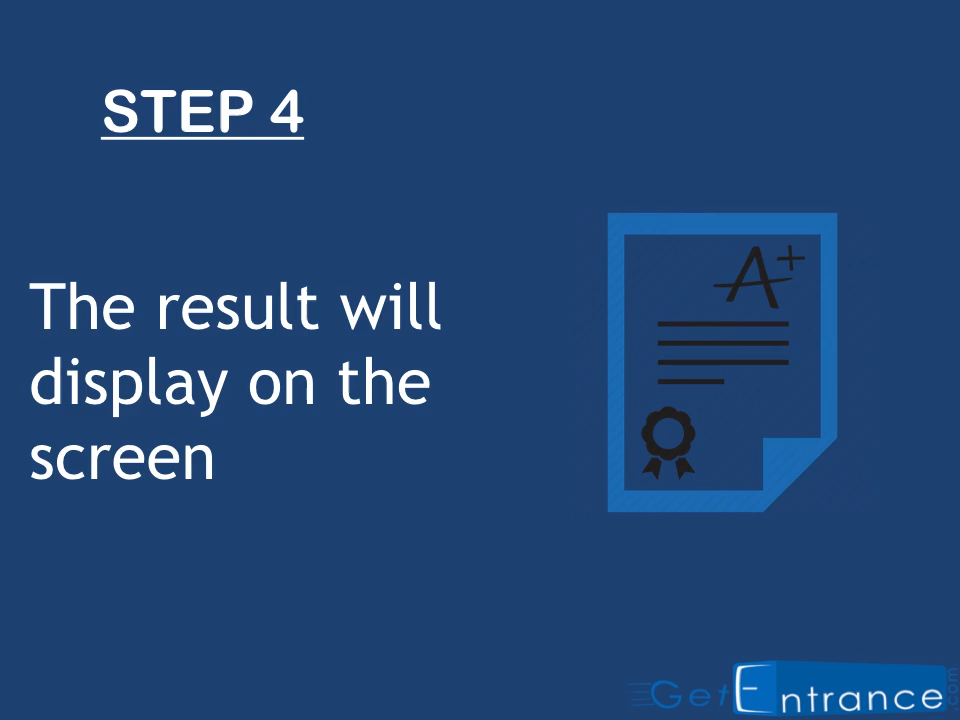 STEP 4
The result will
display on the
screen
A+
GetEntrance.com